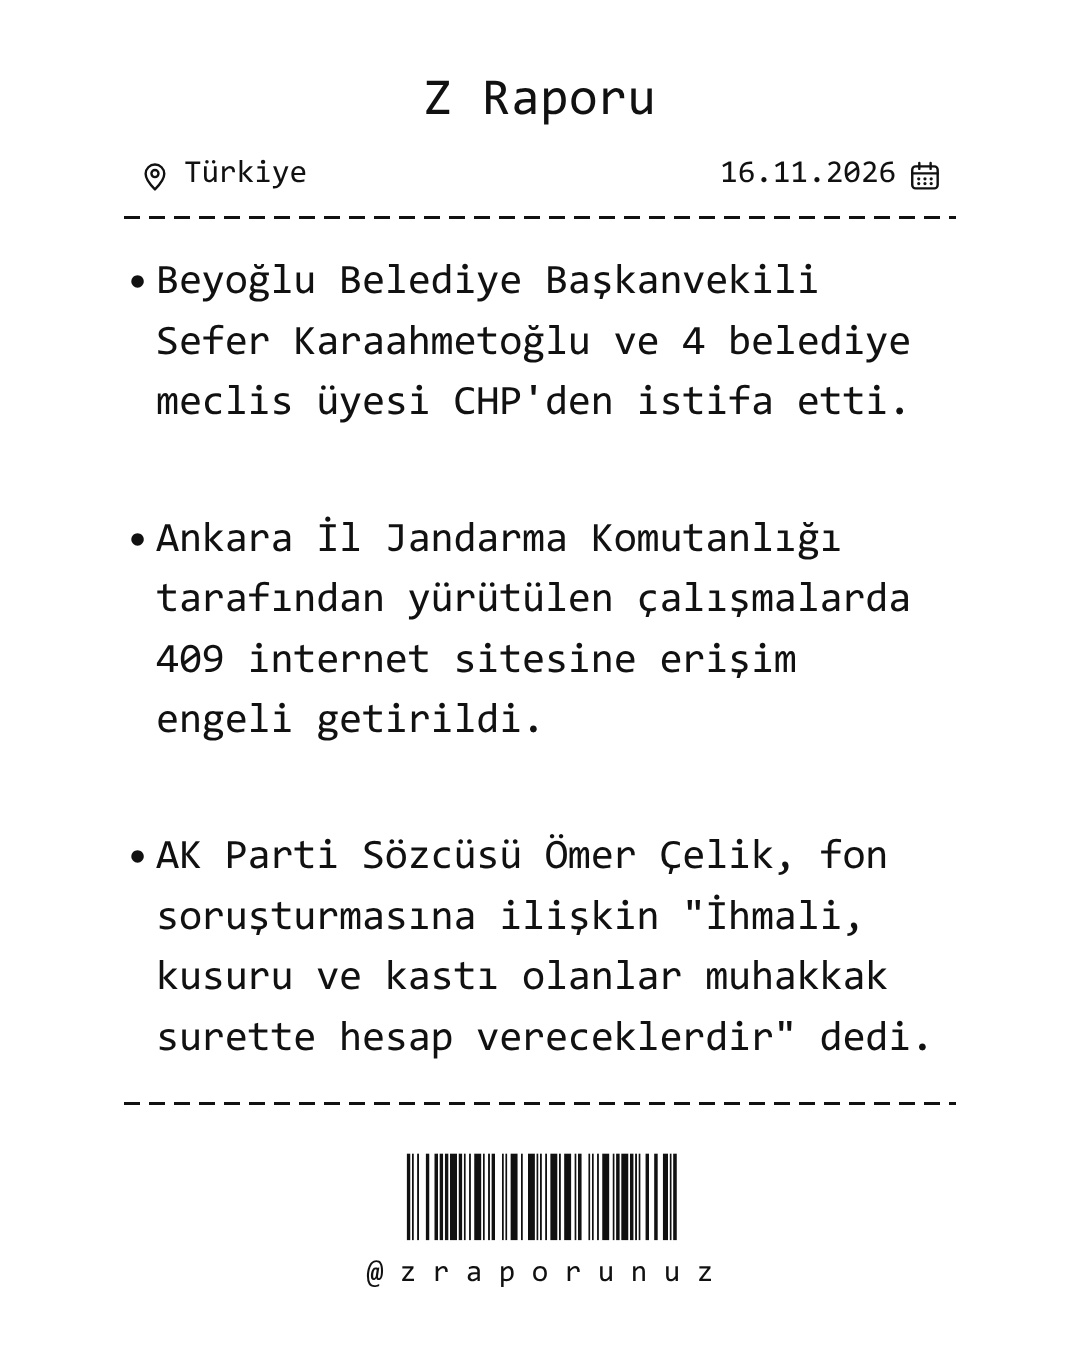 Z Raporu
Türkiye
16.11.2026
• Beyoğlu Belediye Başkanvekili
Sefer Karaahmetoğlu ve 4 belediye
meclis üyesi CHP'den istifa etti.
• Ankara İl Jandarma Komutanlığı
tarafından yürütülen çalışmalarda
409 internet sitesine erişim
engeli getirildi.
• AK Parti Sözcüsü Ömer Çelik, fon
soruşturmasına ilişkin "İhmali,
kusuru ve kastı olanlar muhakkak
surette hesap vereceklerdir" dedi.
@zraporunuz